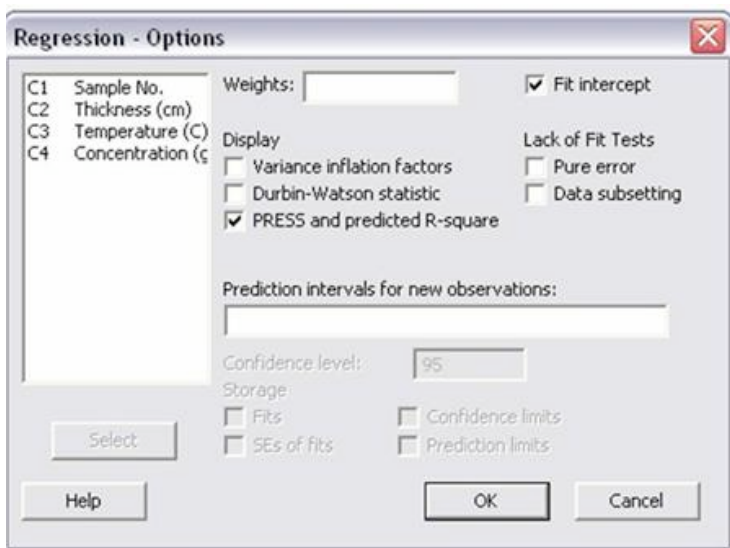 Regression - Options
C1 Sample No.
C2 Thickness (cm)
C3 Temperature (C)
C4 Concentration (g
Weights:
Fit intercept
Display
Variance inflation factors
Durbin-Watson statistic
PRESS and predicted R-square
Lack of Fit Tests
Pure error
Data subsetting
Prediction intervals for new observations:
Confidence level: 95
Storage
Fits
Confidence limits
SEs of fits
Prediction limits
Select
Help
OK
Cancel